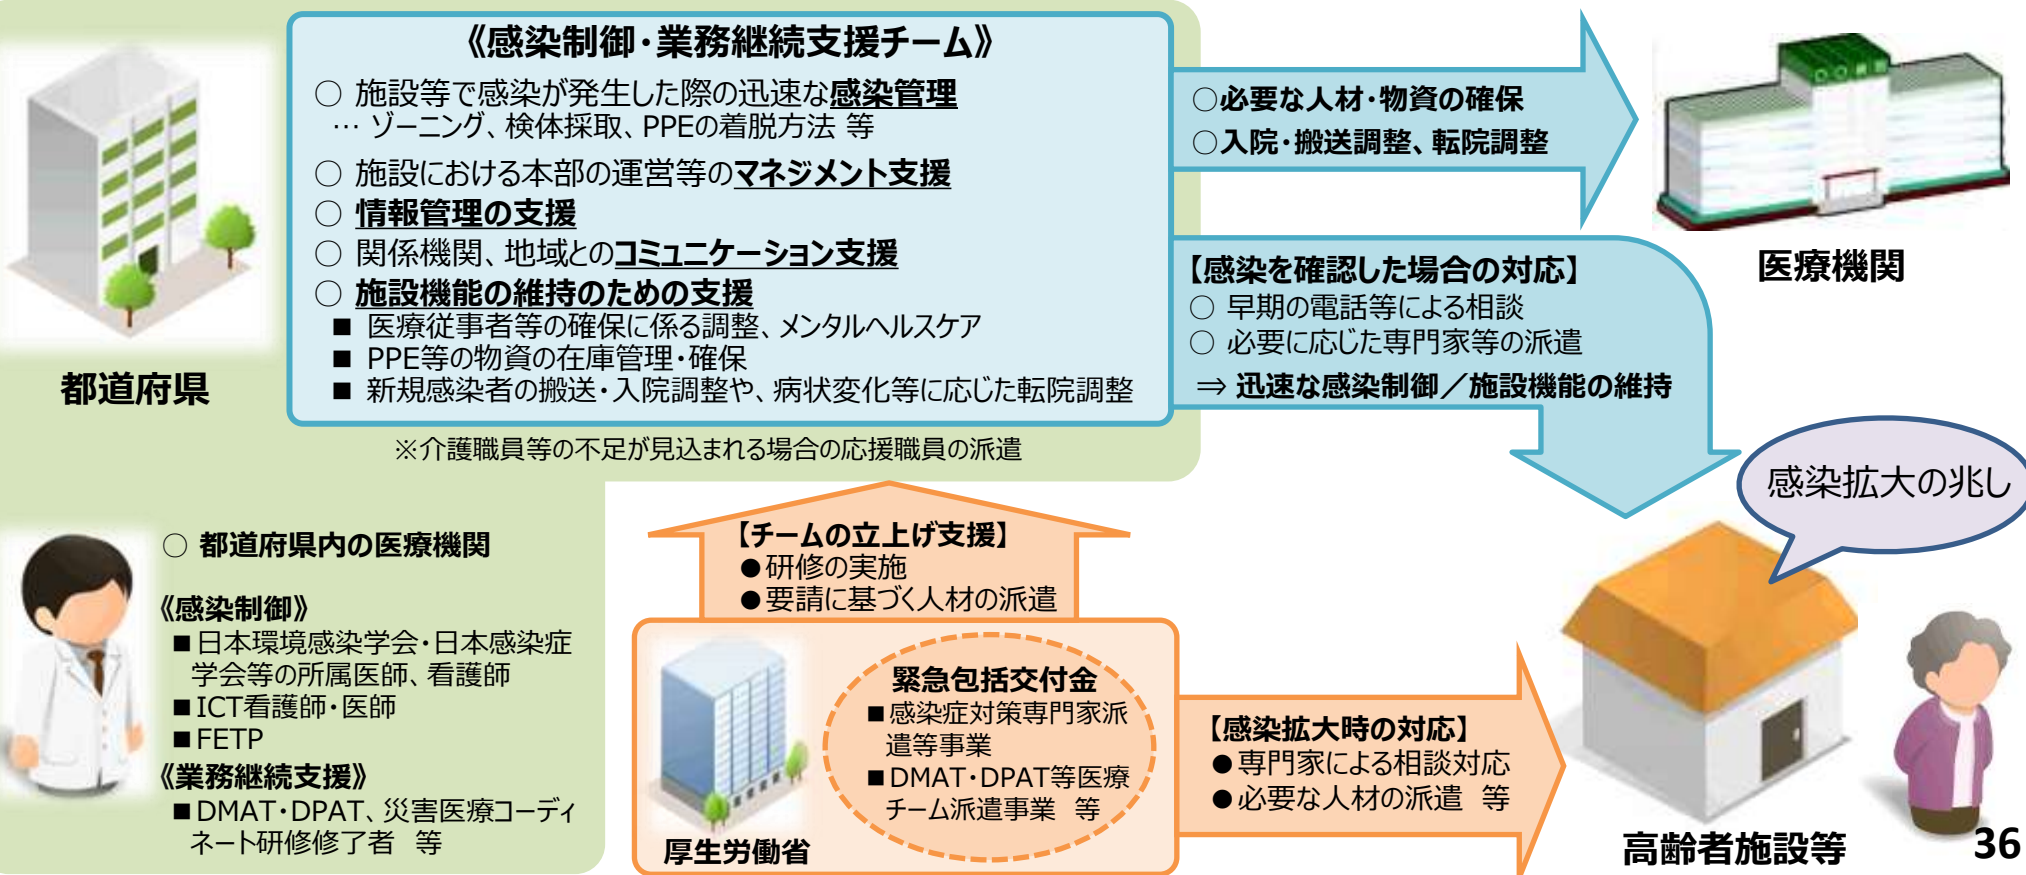 《感染制御・業務継続支援チーム》
○ 施設等で感染が発生した際の迅速な感染管理
… ゾーニング、検体採取、PPEの着脱方法 等
○ 施設における本部の運営等のマネジメント支援
○ 情報管理の支援
○ 関係機関、地域とのコミュニケーション支援
○ 施設機能の維持のための支援
■ 医療従事者等の確保に係る調整、メンタルヘルスケア
■ PPE等の物資の在庫管理・確保
■ 新規感染者の搬送・入院調整や、病状変化等に応じた転院調整
※介護職員等の不足が見込まれる場合の応援職員の派遣
都道府県
○必要な人材・物資の確保
○入院・搬送調整、転院調整
医療機関
【感染を確認した場合の対応】
○ 早期の電話等による相談
○ 必要に応じた専門家等の派遣
⇒ 迅速な感染制御／施設機能の維持
感染拡大の兆し
○ 都道府県内の医療機関
《感染制御》
■日本環境感染学会・日本感染症
学会等の所属医師、看護師
■ICT看護師・医師
■FETP
《業務継続支援》
■DMAT・DPAT、災害医療コーディ
ネート研修修了者 等
【チームの立上げ支援】
●研修の実施
●要請に基づく人材の派遣
緊急包括交付金
■感染症対策専門家派
遣等事業
■DMAT・DPAT等医療
チーム派遣事業 等
厚生労働省
【感染拡大時の対応】
●専門家による相談対応
●必要な人材の派遣 等
高齢者施設等
36